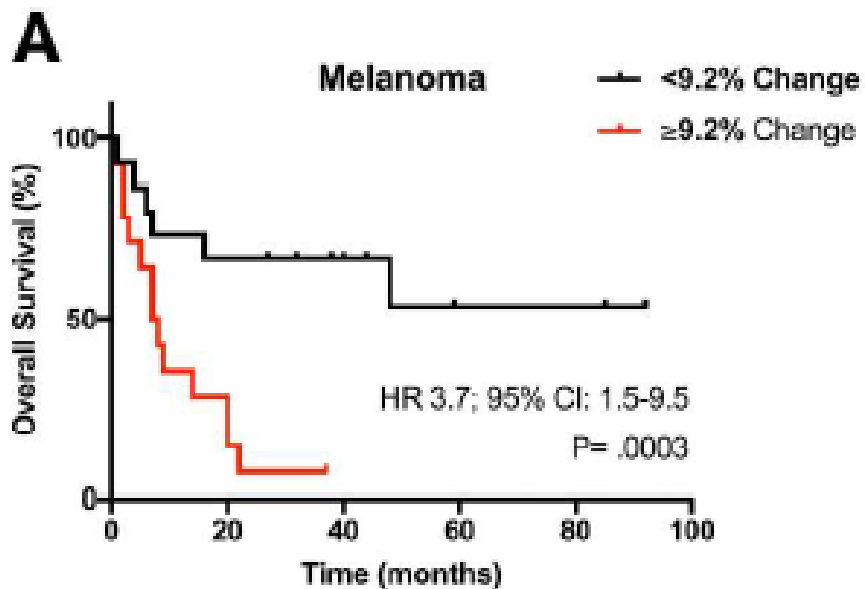 A
Melanoma
<9.2% Change
≥9.2% Change
Overall Survival (%)
100
50
0
HR 3.7; 95% CI: 1.5-9.5
P= .0003
0 20 40 60 80 100
Time (months)